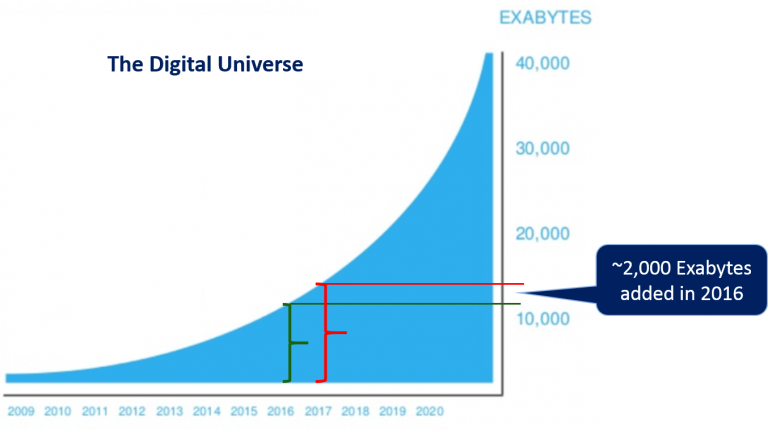 EXABYTES
The Digital Universe
40,000
30,000
20,000
~2,000 Exabytes
added in 2016
10,000
2009 2010 2011 2012 2013 2014 2015 2016 2017 2018 2019 2020